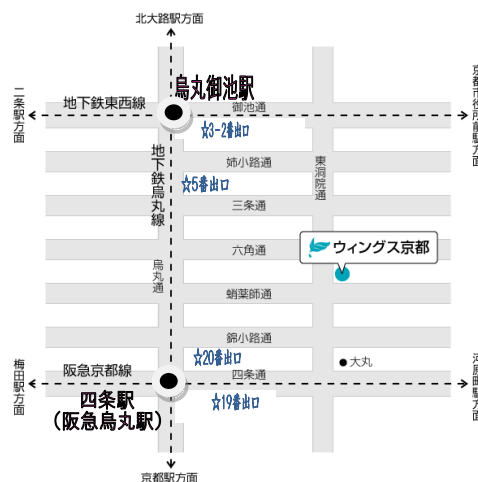 北大路駅方面
烏丸御池駅
地下鉄東西線
御池通
二条駅方面
京都市役所前駅方面
☆3-2番出口
地下鉄烏丸線
姉小路通
東洞院通
☆5番出口
三条通
六角通
ウィングス京都
烏丸通
蛸薬師通
錦小路通
☆20番出口
大丸
阪急京都線
四条通
梅田駅方面
河原町駅方面
四条駅
(阪急烏丸駅)
☆19番出口
京都駅方面